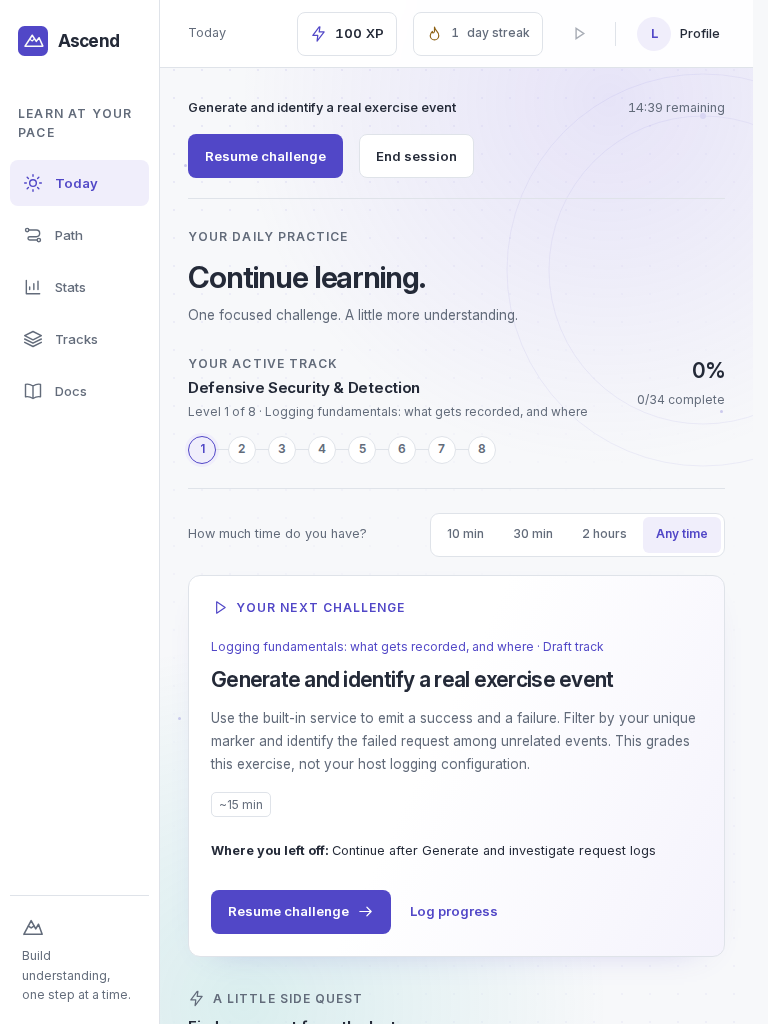 Ascend
LEARN AT YOUR
PACE
Today
Path
Stats
Tracks
Docs
Build
understanding,
one step at a time.
Today
100 XP
1 day streak
L
Profile
Generate and identify a real exercise event
14:39 remaining
Resume challenge
End session
YOUR DAILY PRACTICE
Continue learning.
One focused challenge. A little more understanding.
YOUR ACTIVE TRACK
Defensive Security & Detection
Level 1 of 8 · Logging fundamentals: what gets recorded, and where
0%
0/34 complete
1 2 3 4 5 6 7 8
How much time do you have?
10 min
30 min
2 hours
Any time
YOUR NEXT CHALLENGE
Logging fundamentals: what gets recorded, and where · Draft track
Generate and identify a real exercise event
Use the built-in service to emit a success and a failure. Filter by your unique
marker and identify the failed request among unrelated events. This grades
this exercise, not your host logging configuration.
~15 min
Where you left off: Continue after Generate and investigate request logs
Resume challenge
Log progress
A LITTLE SIDE QUEST